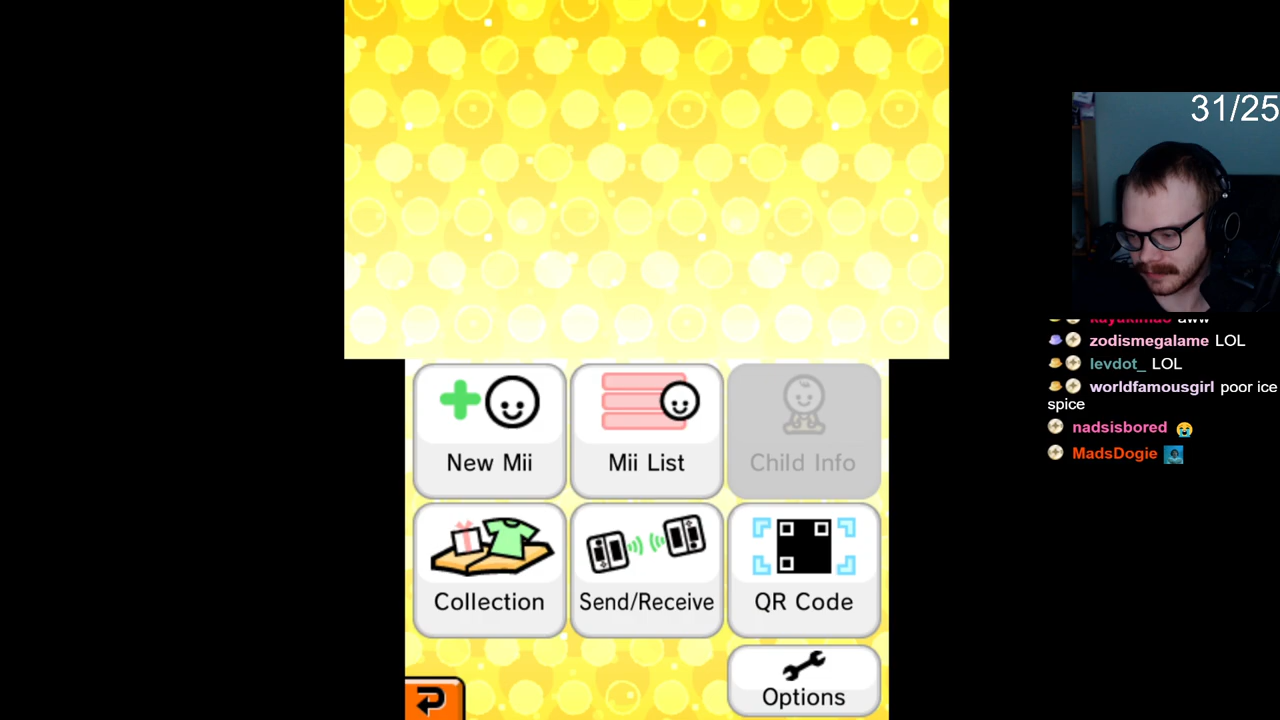 31/25
zodismegalame LOL
levdot_ LOL
worldfamousgirl poor ice
spice
nadsisbored
MadsDogie
New Mii
Mii List
Child Info
Collection
Send/Receive
QR Code
Options